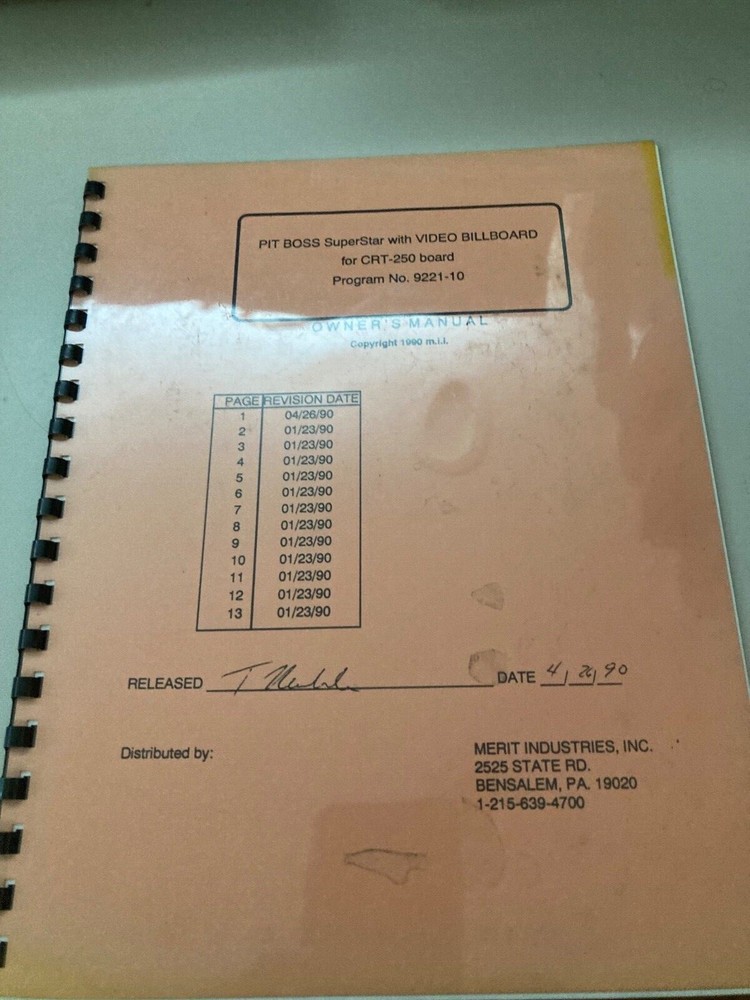 PIT BOSS SuperStar with VIDEO BILLBOARD
for CRT-250 board
Program No. 9221-10
OWNER'S MANUAL
Copyright 1990 m.i.i.
PAGE REVISION DATE
1 04/26/90
2 01/23/90
3 01/23/90
4 01/23/90
5 01/23/90
6 01/23/90
7 01/23/90
8 01/23/90
9 01/23/90
10 01/23/90
11 01/23/90
12 01/23/90
13 01/23/90
RELEASED DATE 4/26/90
Distributed by:
MERIT INDUSTRIES, INC.
2525 STATE RD.
BENSALEM, PA. 19020
1-215-639-4700